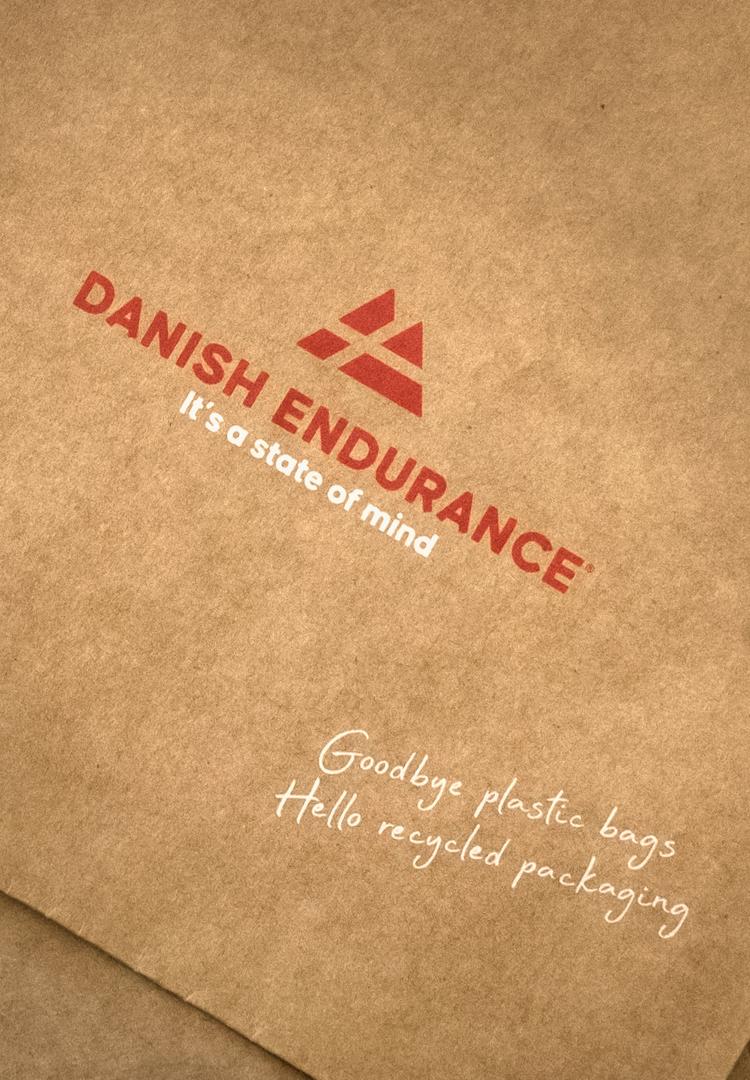 DANISH ENDURANCE®
It's a state of mind
Goodbye plastic bags
Hello recycled packaging